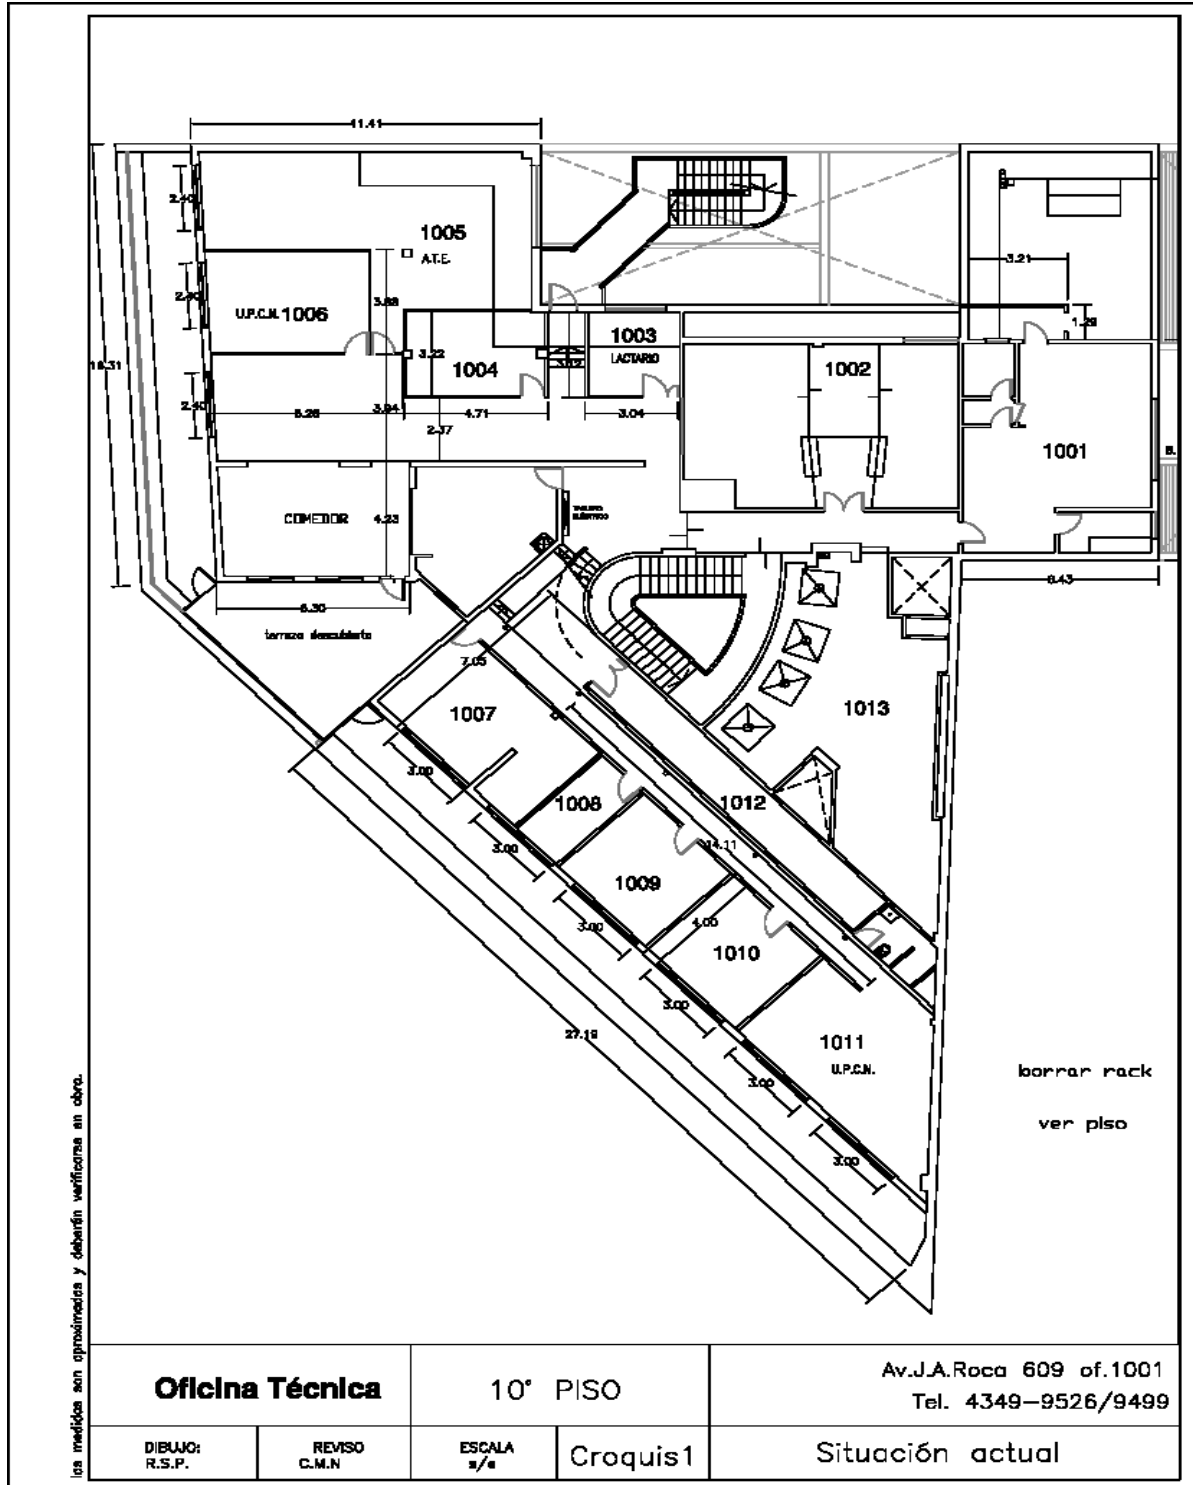 11.41
2.40
1005
A.T.E.
3.21
2.40
U.P.C.N. 1006
3.88
1.29
1003
LACTARIO
3.22
1004
1002
2.40
6.26
3.94
4.71
3.04
2.37
1001
COMEDOR
4.23
TABLERO
6.30
6.43
terraza descubierta
7.05
1007
1013
3.00
1008
1012
3.00
14.11
1009
3.00
4.00
1010
3.00
27.19
1011
U.P.C.N.
3.00
3.00
borrar rack
ver piso
las medidas son aproximadas y deberán verificarse en obra.
Oficina Técnica
10° PISO
Av.J.A.Roca 609 of.1001
Tel. 4349-9526/9499
DIBUJO:
R.S.P.
REVISO
C.M.N
ESCALA
s/e
Croquis1
Situación actual